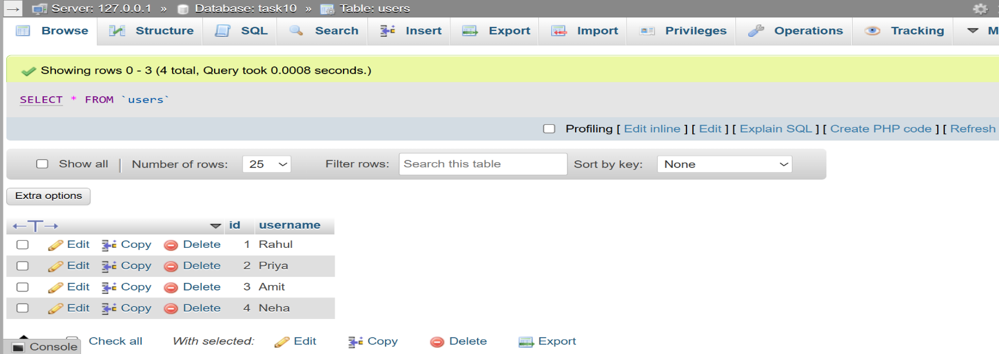 Server: 127.0.0.1 » Database: task10 » Table: users
Browse Structure SQL Search Insert Export Import Privileges Operations Tracking M
Showing rows 0 - 3 (4 total, Query took 0.0008 seconds.)
SELECT * FROM `users`
Profiling [ Edit inline ] [ Edit ] [ Explain SQL ] [ Create PHP code ] [ Refresh
Show all | Number of rows: 25 Filter rows: Search this table Sort by key: None
Extra options
←T→ id username
Edit Copy Delete 1 Rahul
Edit Copy Delete 2 Priya
Edit Copy Delete 3 Amit
Edit Copy Delete 4 Neha
Check all With selected: Edit Copy Delete Export
Console